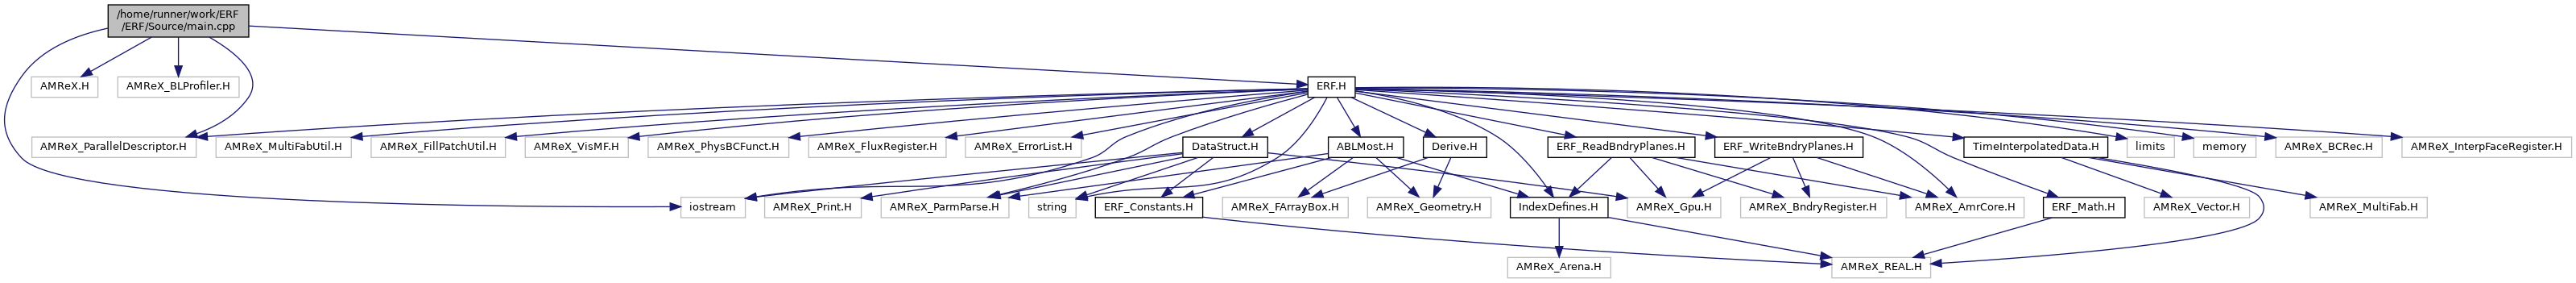 /home/runner/work/ERF
/ERF/Source/main.cpp
AMReX.H
AMReX_BLProfiler.H
ERF.H
AMReX_ParallelDescriptor.H
AMReX_MultiFabUtil.H
AMReX_FillPatchUtil.H
AMReX_VisMF.H
AMReX_PhysBCFunct.H
AMReX_FluxRegister.H
AMReX_ErrorList.H
DataStruct.H
ABLMost.H
Derive.H
ERF_ReadBndryPlanes.H
ERF_WriteBndryPlanes.H
TimeInterpolatedData.H
limits
memory
AMReX_BCRec.H
AMReX_InterpFaceRegister.H
iostream
AMReX_Print.H
AMReX_ParmParse.H
string
ERF_Constants.H
AMReX_FArrayBox.H
AMReX_Geometry.H
IndexDefines.H
AMReX_Gpu.H
AMReX_BndryRegister.H
AMReX_AmrCore.H
ERF_Math.H
AMReX_Vector.H
AMReX_MultiFab.H
AMReX_Arena.H
AMReX_REAL.H